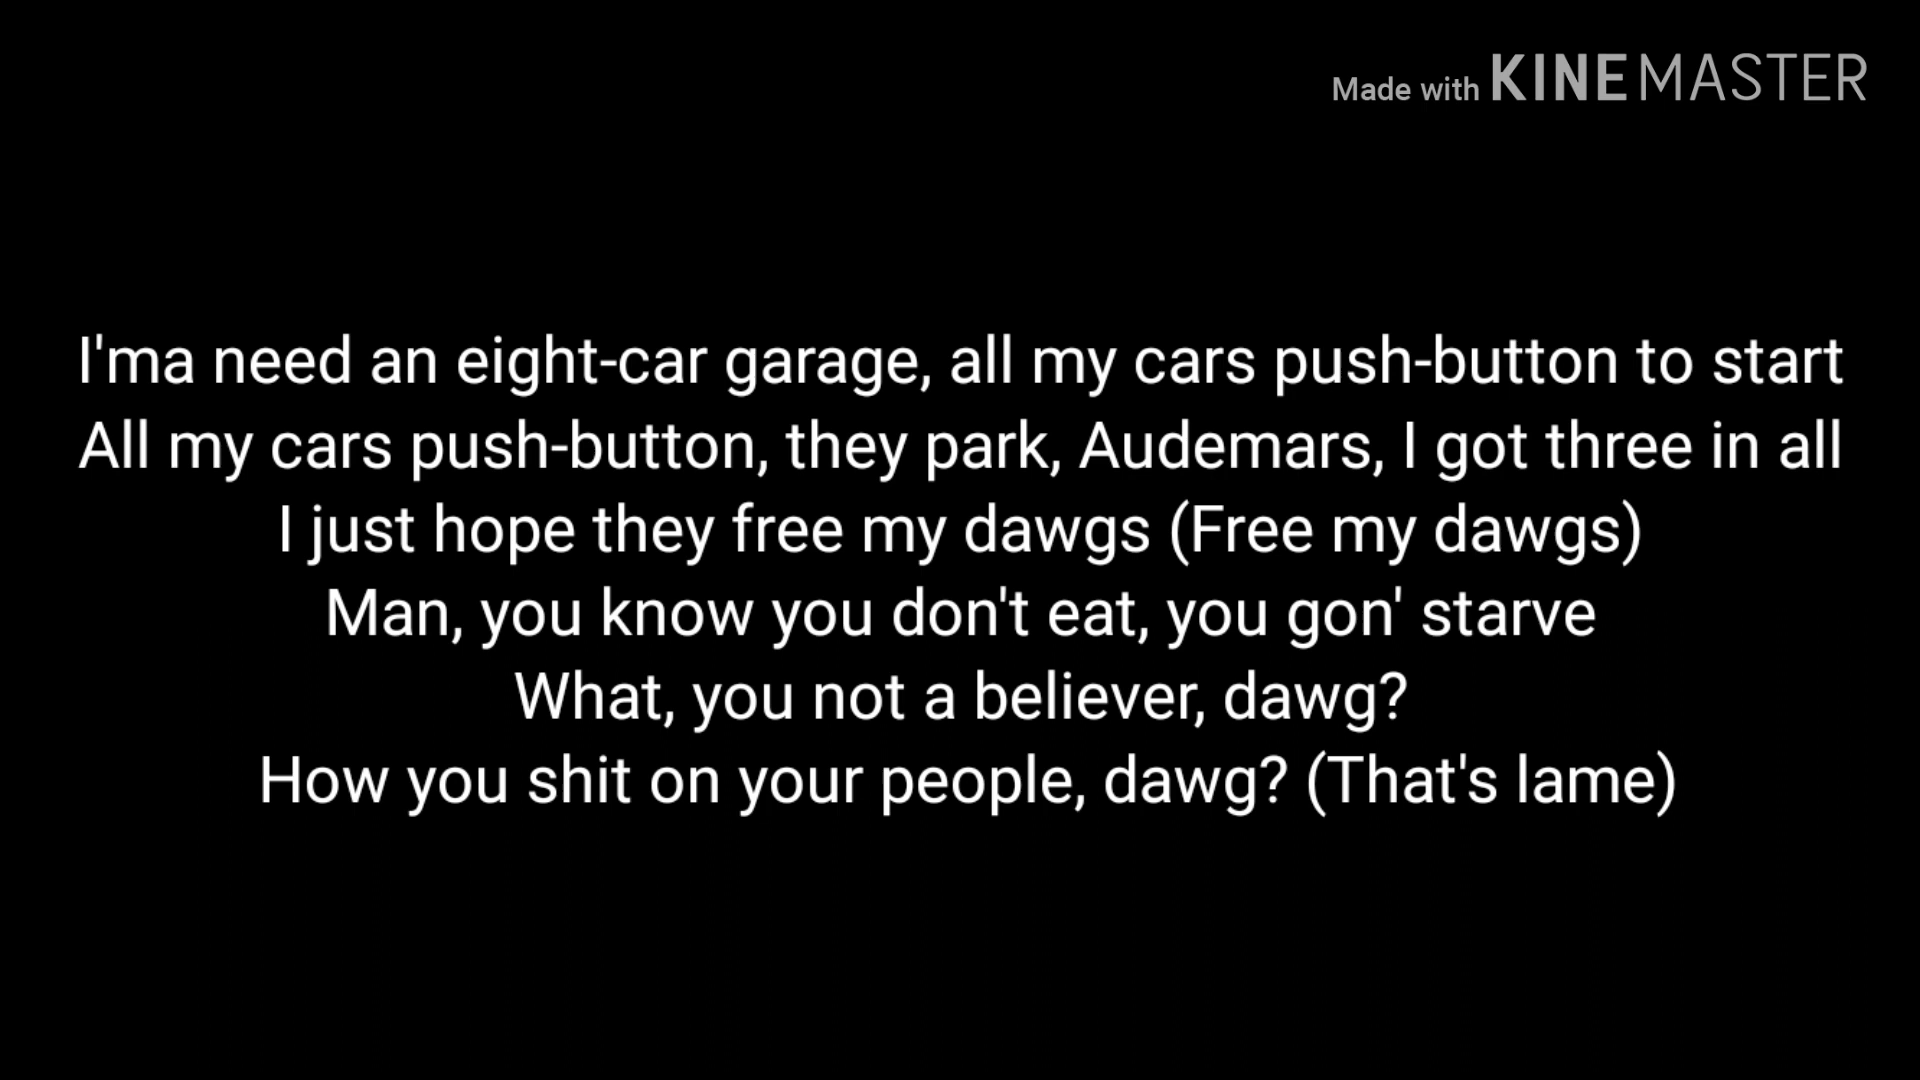 Made with KINEMASTER
I'ma need an eight-car garage, all my cars push-button to start
All my cars push-button, they park, Audemars, I got three in all
I just hope they free my dawgs (Free my dawgs)
Man, you know you don't eat, you gon' starve
What, you not a believer, dawg?
How you shit on your people, dawg? (That's lame)